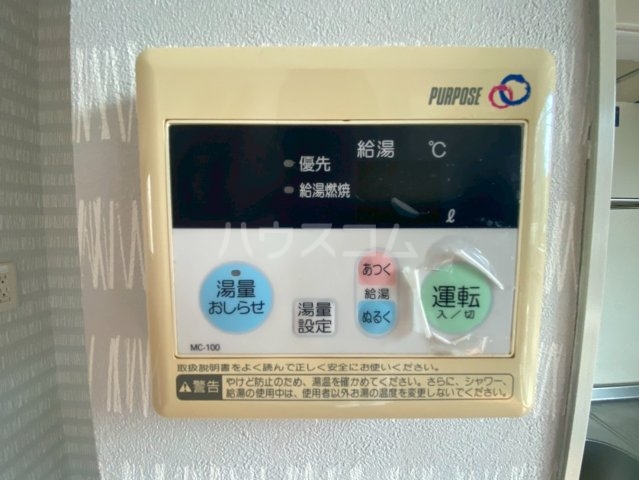 PURPOSE
給湯 ℃
優先
給湯燃焼
ℓ
ハウスコム
湯量
おしらせ
湯量
設定
あつく
給湯
ぬるく
運転
入/切
MC-100
取扱説明書をよく読んで正しく安全にお使いください。
警告 やけど防止のため、湯温を確かめてください。さらに、シャワー、
給湯の使用中は、使用者以外お湯の温度を変更しないでください。